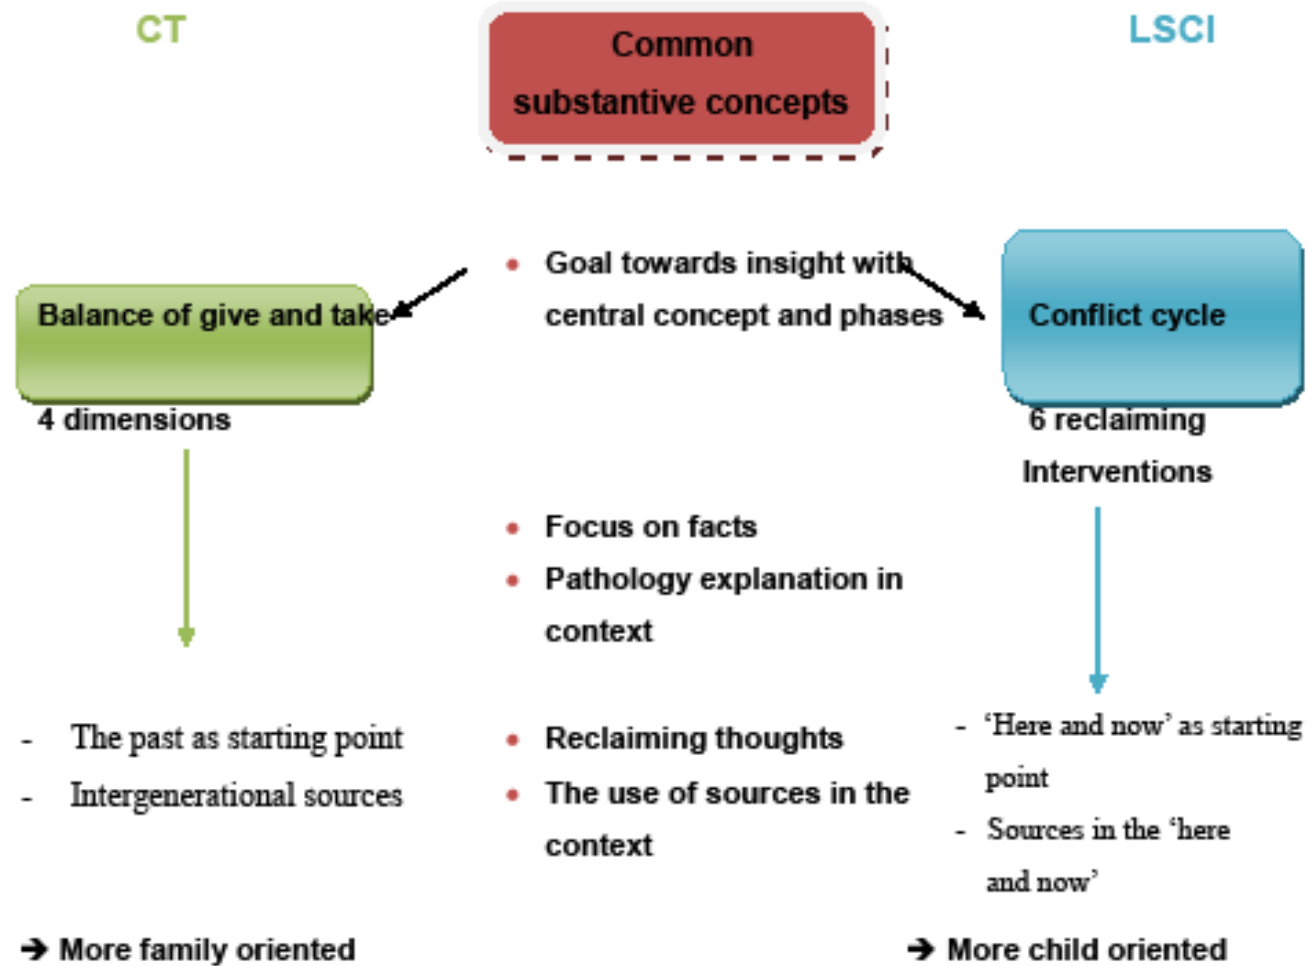 CT
Common
substantive concepts
LSCI
• Goal towards insight with
central concept and phases
Balance of give and take
4 dimensions
Conflict cycle
6 reclaiming
Interventions
• Focus on facts
• Pathology explanation in
context
- The past as starting point
- Intergenerational sources
• Reclaiming thoughts
• The use of sources in the
context
- ‘Here and now’ as starting
point
- Sources in the ‘here
and now’
➔ More family oriented
➔ More child oriented